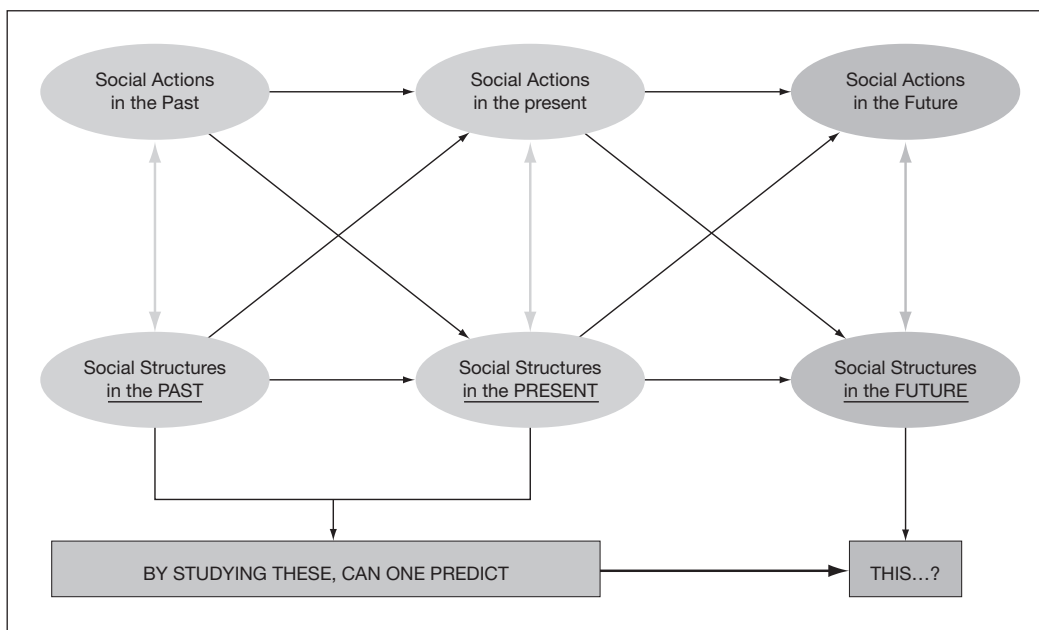 Social Actions
in the Past
Social Actions
in the present
Social Actions
in the Future
Social Structures
in the PAST
Social Structures
in the PRESENT
Social Structures
in the FUTURE
BY STUDYING THESE, CAN ONE PREDICT
THIS...?